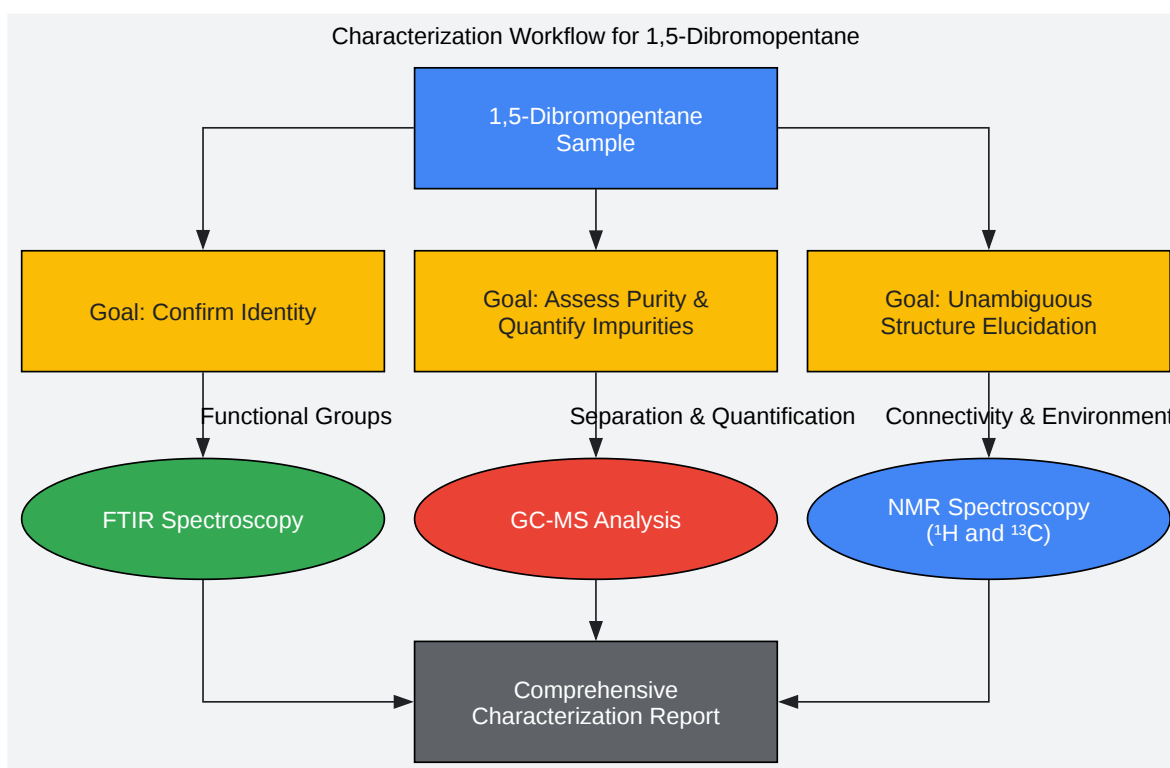 Characterization Workflow for 1,5-Dibromopentane
1,5-Dibromopentane
Sample
Goal: Confirm Identity
Goal: Assess Purity &
Quantify Impurities
Goal: Unambiguous
Structure Elucidation
Functional Groups
Separation & Quantification
Connectivity & Environment
FTIR Spectroscopy
GC-MS Analysis
NMR Spectroscopy
(¹H and ¹³C)
Comprehensive
Characterization Report